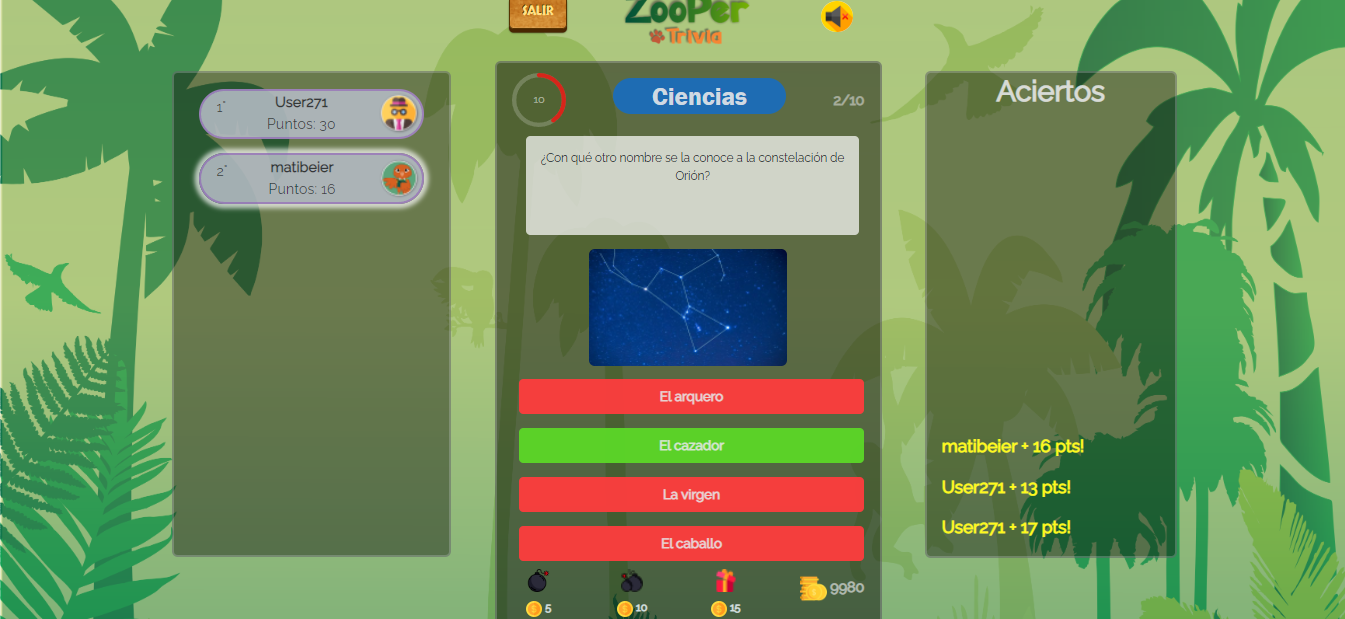 SALIR
ZooPer
Trivia
1°
User271
Puntos: 30
2°
matibeier
Puntos: 16
10
Ciencias
2/10
¿Con qué otro nombre se la conoce a la constelación de
Orión?
El arquero
El cazador
La virgen
El caballo
5
10
15
9980
Aciertos
matibeier + 16 pts!
User271 + 13 pts!
User271 + 17 pts!